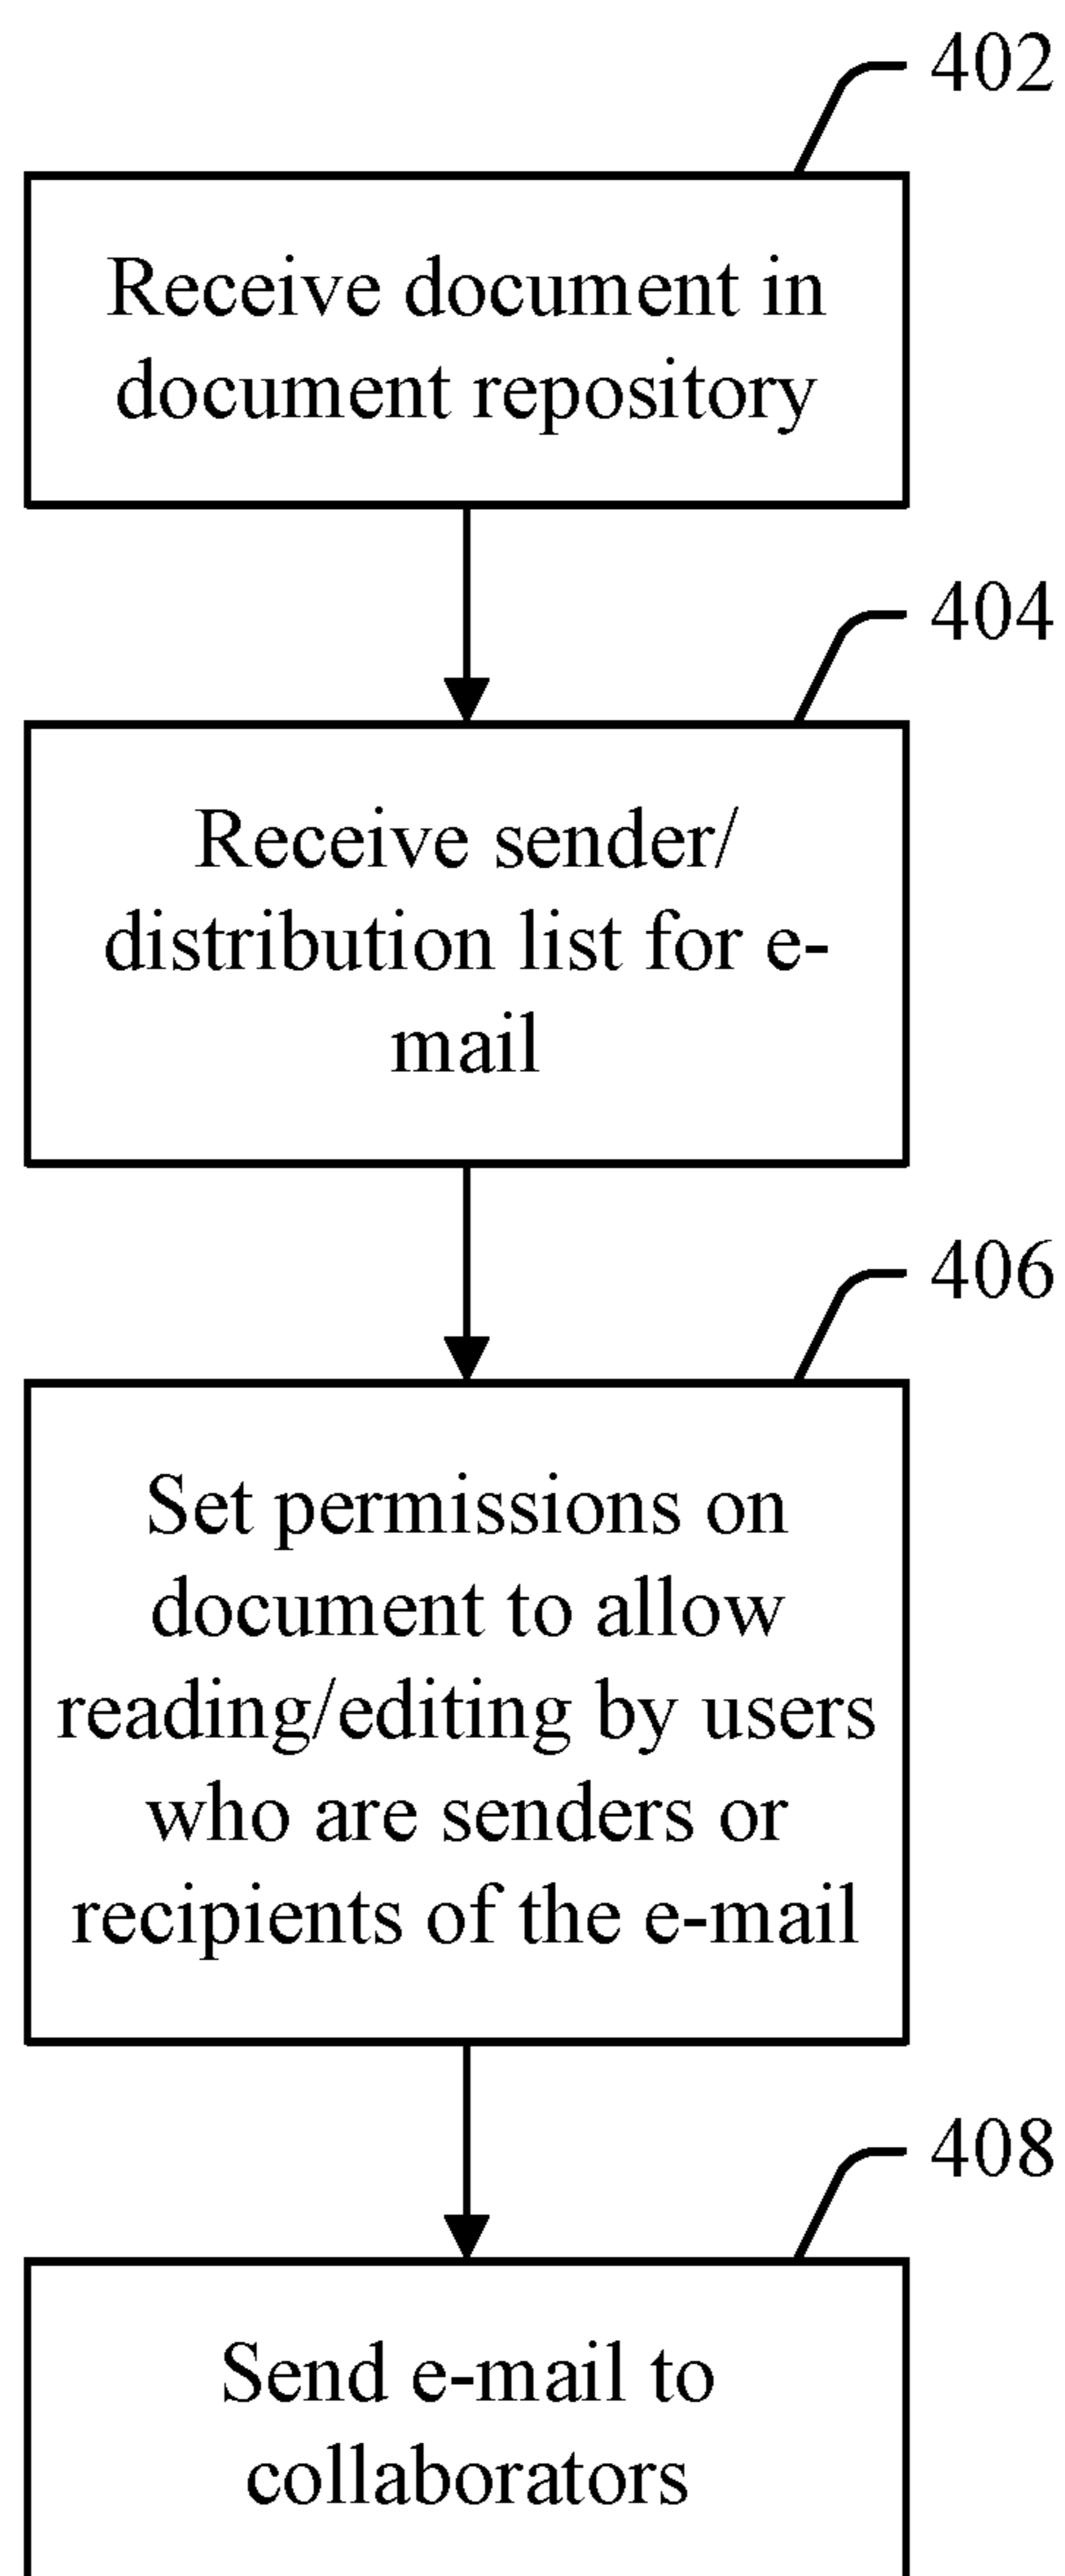 402
Receive document in
document repository
404
Receive sender/
distribution list for e-
mail
406
Set permissions on
document to allow
reading/editing by users
who are senders or
recipients of the e-mail
408
Send e-mail to
collaborators